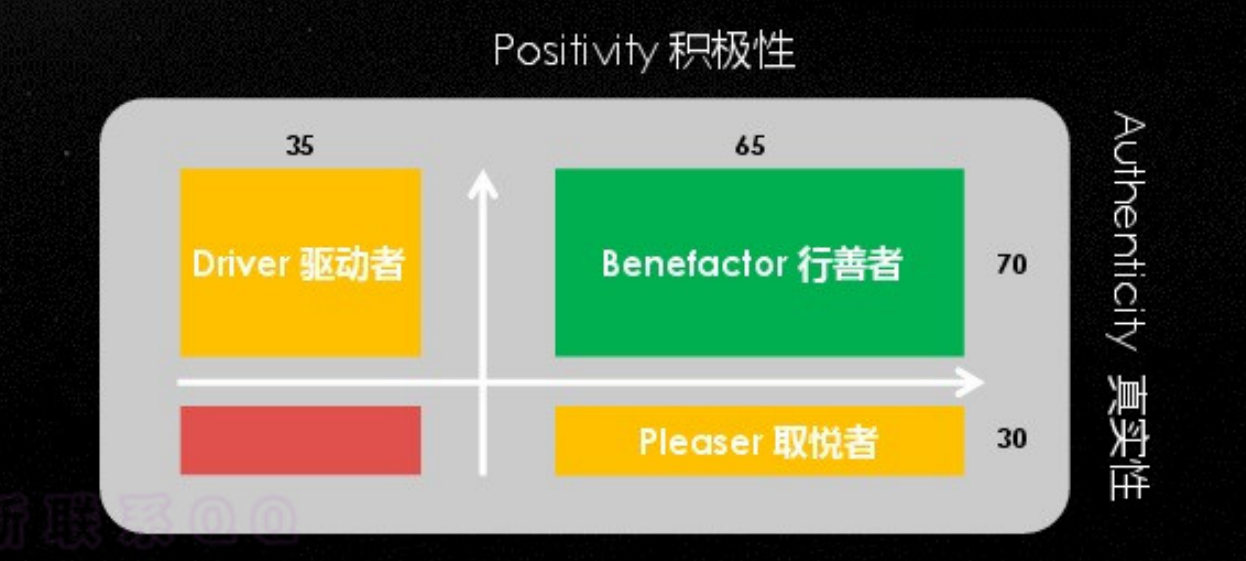 Positivity 积极性
35
65
Driver 驱动者
Benefactor 行善者
70
Authenticity 真实性
Pleaser 取悦者
30
联系QQ